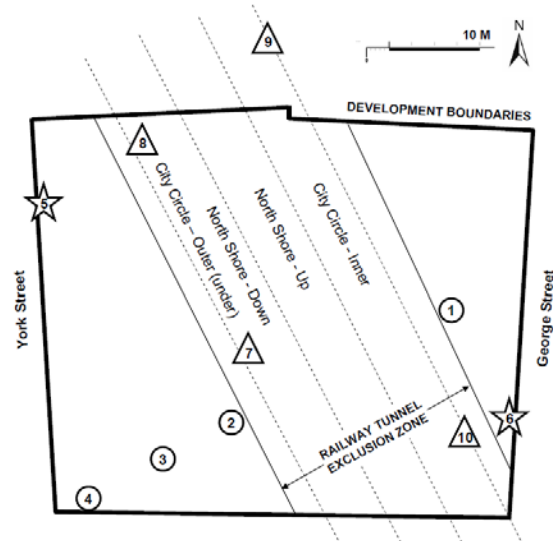 N
9
10 M
DEVELOPMENT BOUNDARIES
8
5
City Circle – Outer (under)
North Shore - Down
North Shore - Up
City Circle - Inner
York Street
George Street
1
7
2
6
RAILWAY TUNNEL
EXCLUSION ZONE
10
3
4